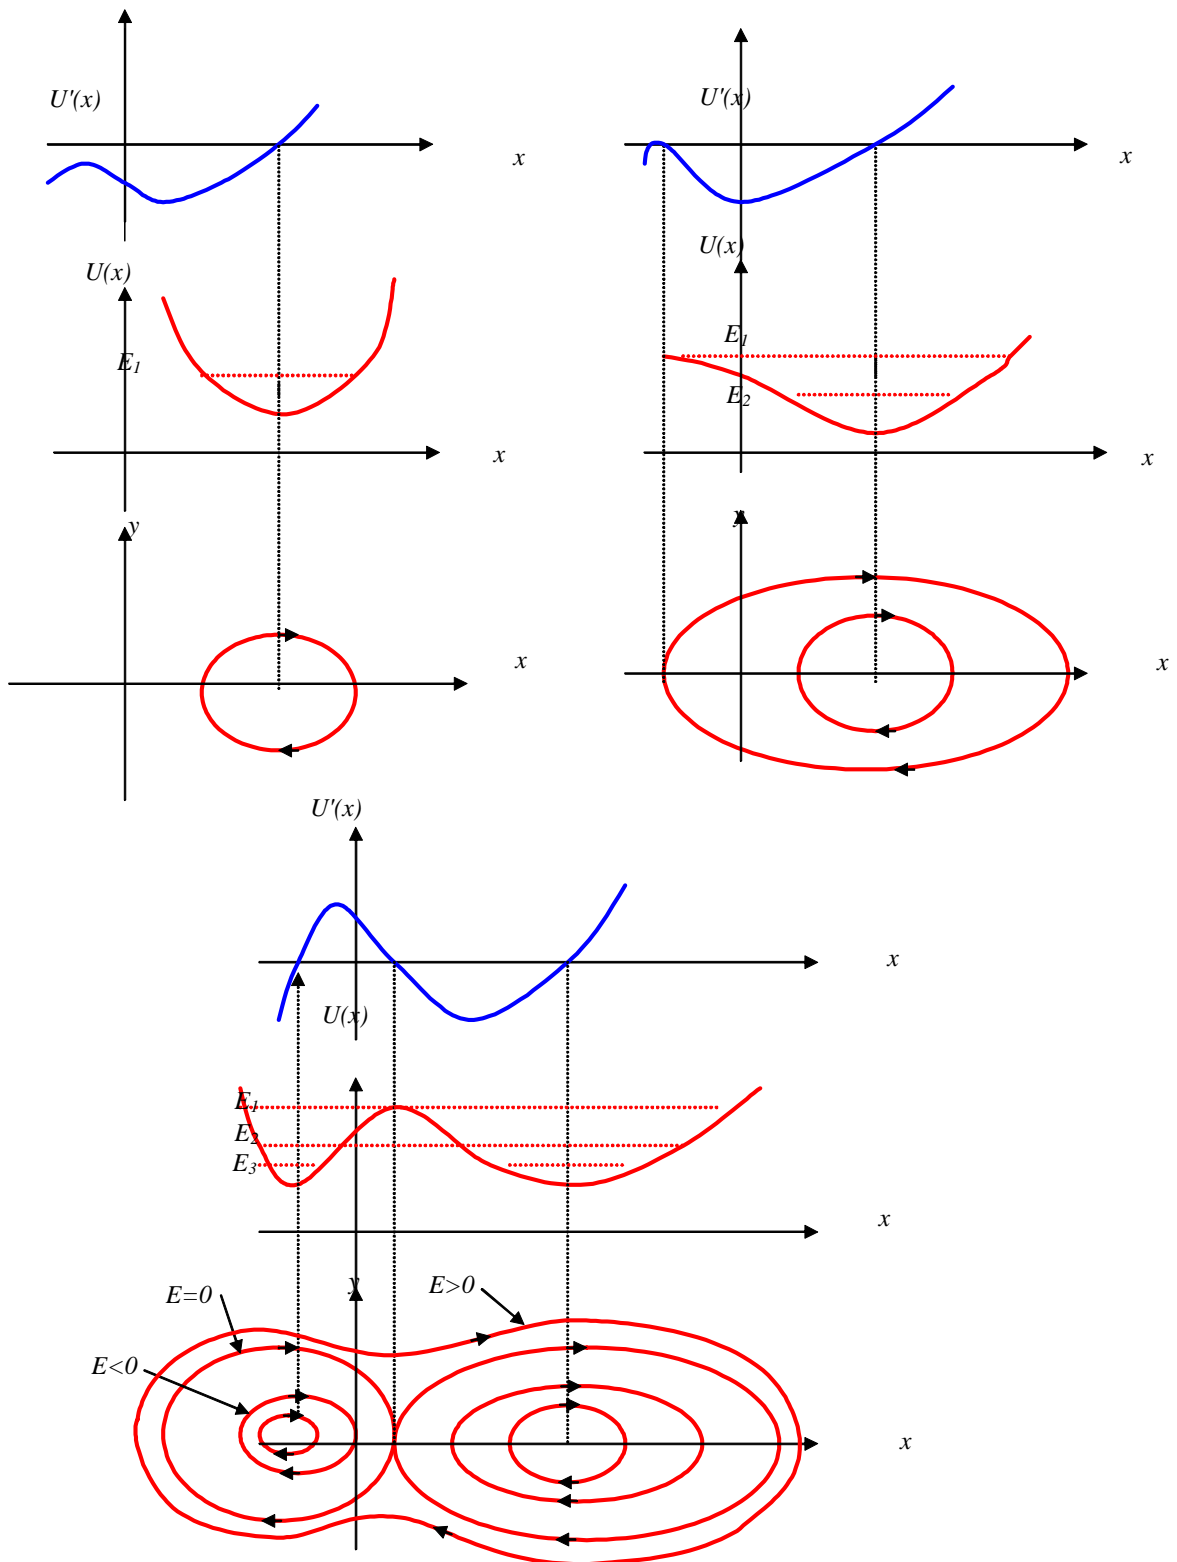 U'(x)
x
U(x)
E₁
x
y
x
U'(x)
x
U(x)
E₁
E₂
x
y
x
U'(x)
x
U(x)
E₁
E₂
E₃
x
y
E=0
E>0
E<0
x